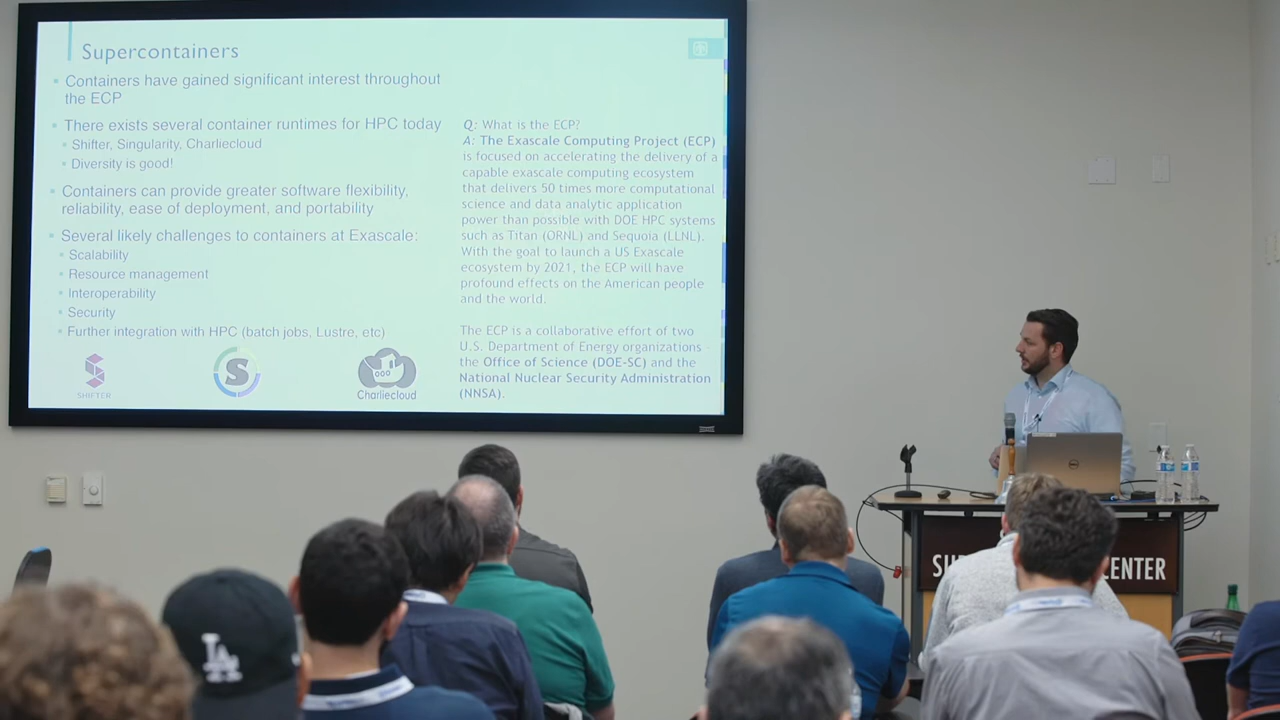 Supercontainers
Containers have gained significant interest throughout
the ECP
There exists several container runtimes for HPC today
Shifter, Singularity, Charliecloud
Diversity is good!
Containers can provide greater software flexibility,
reliability, ease of deployment, and portability
Several likely challenges to containers at Exascale:
Scalability
Resource management
Interoperability
Security
Further integration with HPC (batch jobs, Lustre, etc)
SHIFTER
S
Charliecloud
Q: What is the ECP?
A: The Exascale Computing Project (ECP)
is focused on accelerating the delivery of a
capable exascale computing ecosystem
that delivers 50 times more computational
science and data analytic application
power than possible with DOE HPC systems
such as Titan (ORNL) and Sequoia (LLNL).
With the goal to launch a US Exascale
ecosystem by 2021, the ECP will have
profound effects on the American people
and the world.
The ECP is a collaborative effort of two
U.S. Department of Energy organizations -
the Office of Science (DOE-SC) and the
National Nuclear Security Administration
(NNSA).
DELL
LA
CENTER